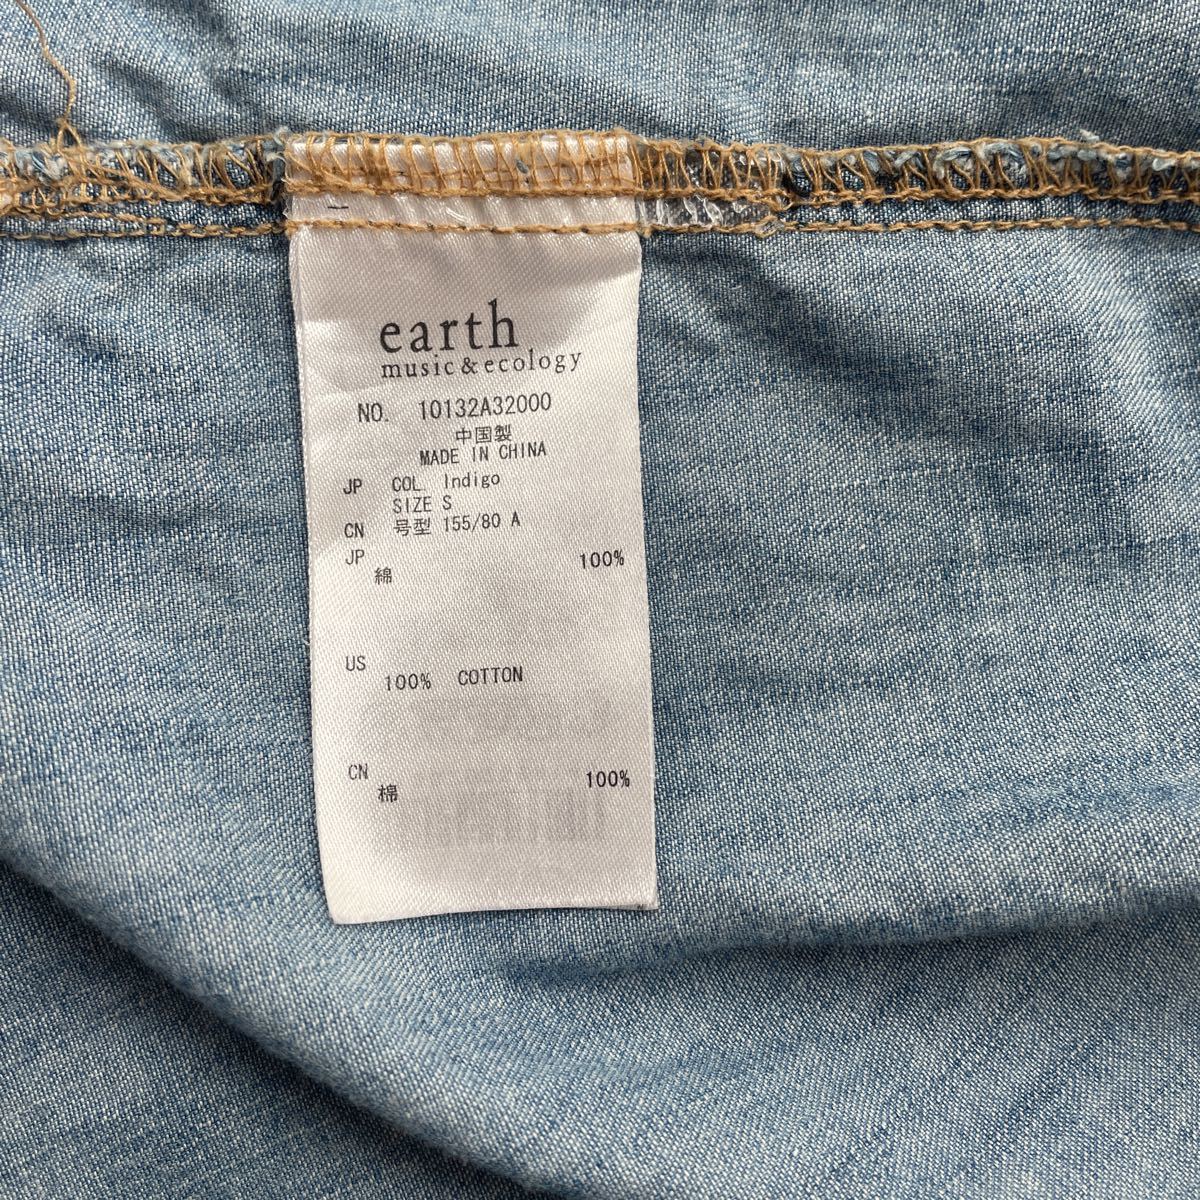 earth
music & ecology
NO. 10132A32000
中国製
MADE IN CHINA
JP COL Indigo
SIZE S
CN 号型 155/80 A
JP
綿 100%
US
100% COTTON
CN
棉 100%